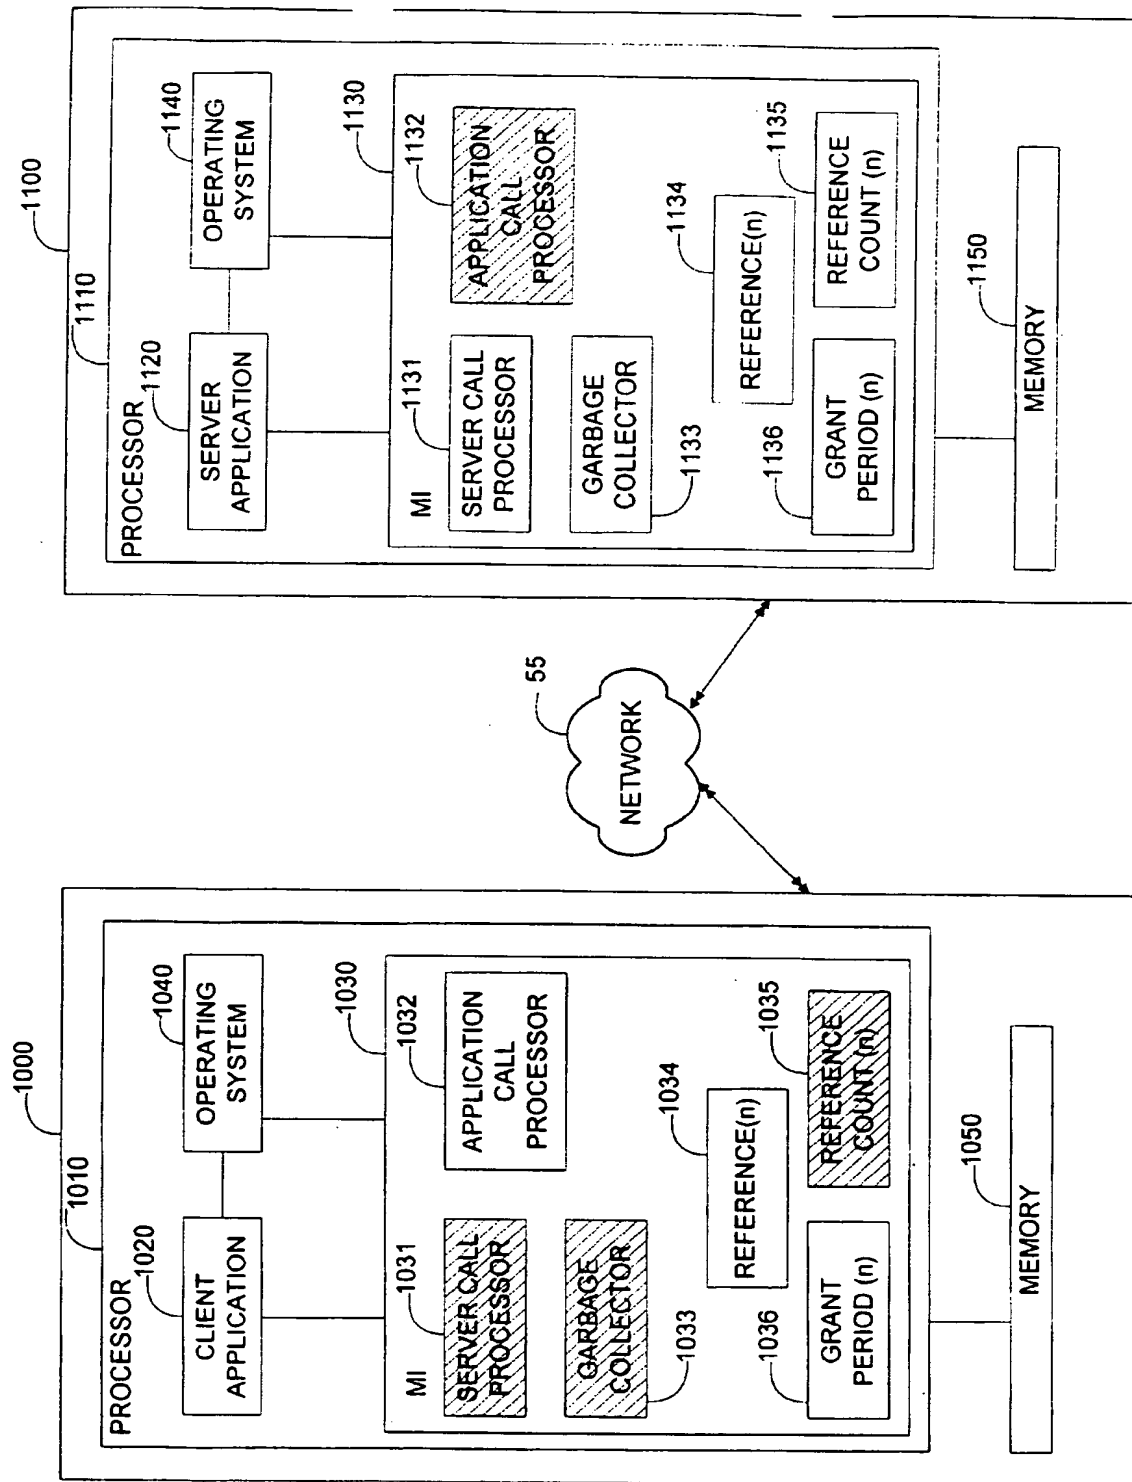 1000
1010
PROCESSOR
1020
CLIENT
APPLICATION
1040
OPERATING
SYSTEM
1030
MI
1031
SERVER CALL
PROCESSOR
1032
APPLICATION
CALL
PROCESSOR
GARBAGE
COLLECTOR
1033
1034
REFERENCE(n)
1036
GRANT
PERIOD (n)
1035
REFERENCE
COUNT (n)
1050
MEMORY
55
NETWORK
1100
1110
PROCESSOR
1120
SERVER
APPLICATION
1140
OPERATING
SYSTEM
1130
MI
1131
SERVER CALL
PROCESSOR
1132
APPLICATION
CALL
PROCESSOR
GARBAGE
COLLECTOR
1133
1134
REFERENCE(n)
1136
GRANT
PERIOD (n)
1135
REFERENCE
COUNT (n)
1150
MEMORY